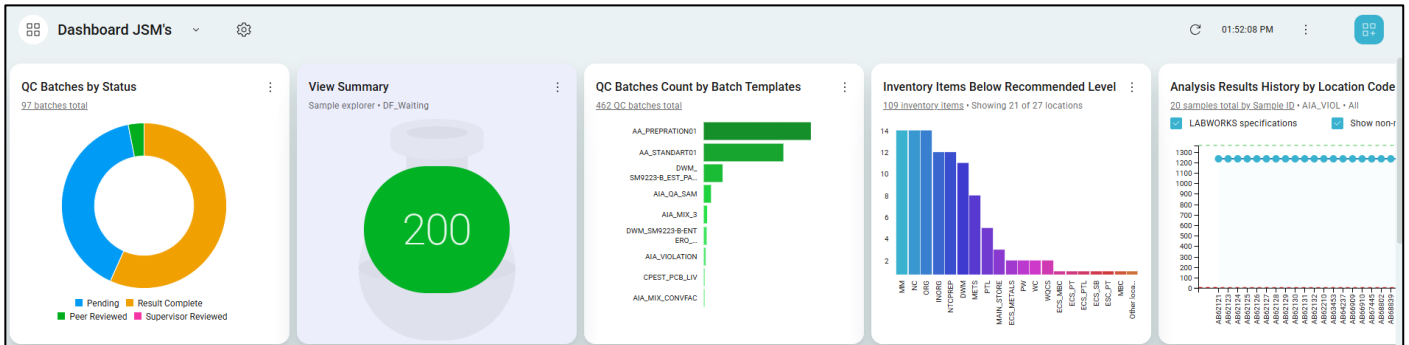 Dashboard JSM's
01:52:08 PM
QC Batches by Status
97 batches total
Pending
Result Complete
Peer Reviewed
Supervisor Reviewed
View Summary
Sample explorer • DF_Waiting
200
QC Batches Count by Batch Templates
462 QC batches total
AA_PREPRATION01
AA_STANDART01
DWM_
SM9223-B_EST_PA...
AIA_QA_SAM
AIA_MIX_3
DWM_SM9223-B-ENT
ERO_...
AIA_VIOLATION
CPEST_PCB_LIV
AIA_MIX_CONVFAC
Inventory Items Below Recommended Level
109 inventory items • Showing 21 of 27 locations
14
12
10
8
6
4
2
MM
NC
ORG
INORG
NTCPREP
DWM
METS
PTL
MAIN_STORE
ECS_METALS
PW
WC
WQCS
ECS_MBC
ECS_PT
ECS_PTL
ECS_SB
ESC_PT
MBC
Other loca...
Analysis Results History by Location Code
20 samples total by Sample ID • AIA_VIOL • All
LABWORKS specifications
Show non-r
1300
1200
1100
1000
900
800
700
600
500
400
300
200
100
0
AB62121
AB62123
AB62124
AB62125
AB62126
AB62127
AB62128
AB62129
AB62130
AB62131
AB62132
AB62210
AB63453
AB64237
AB66909
AB66910
AB67445
AB68802
AB68839